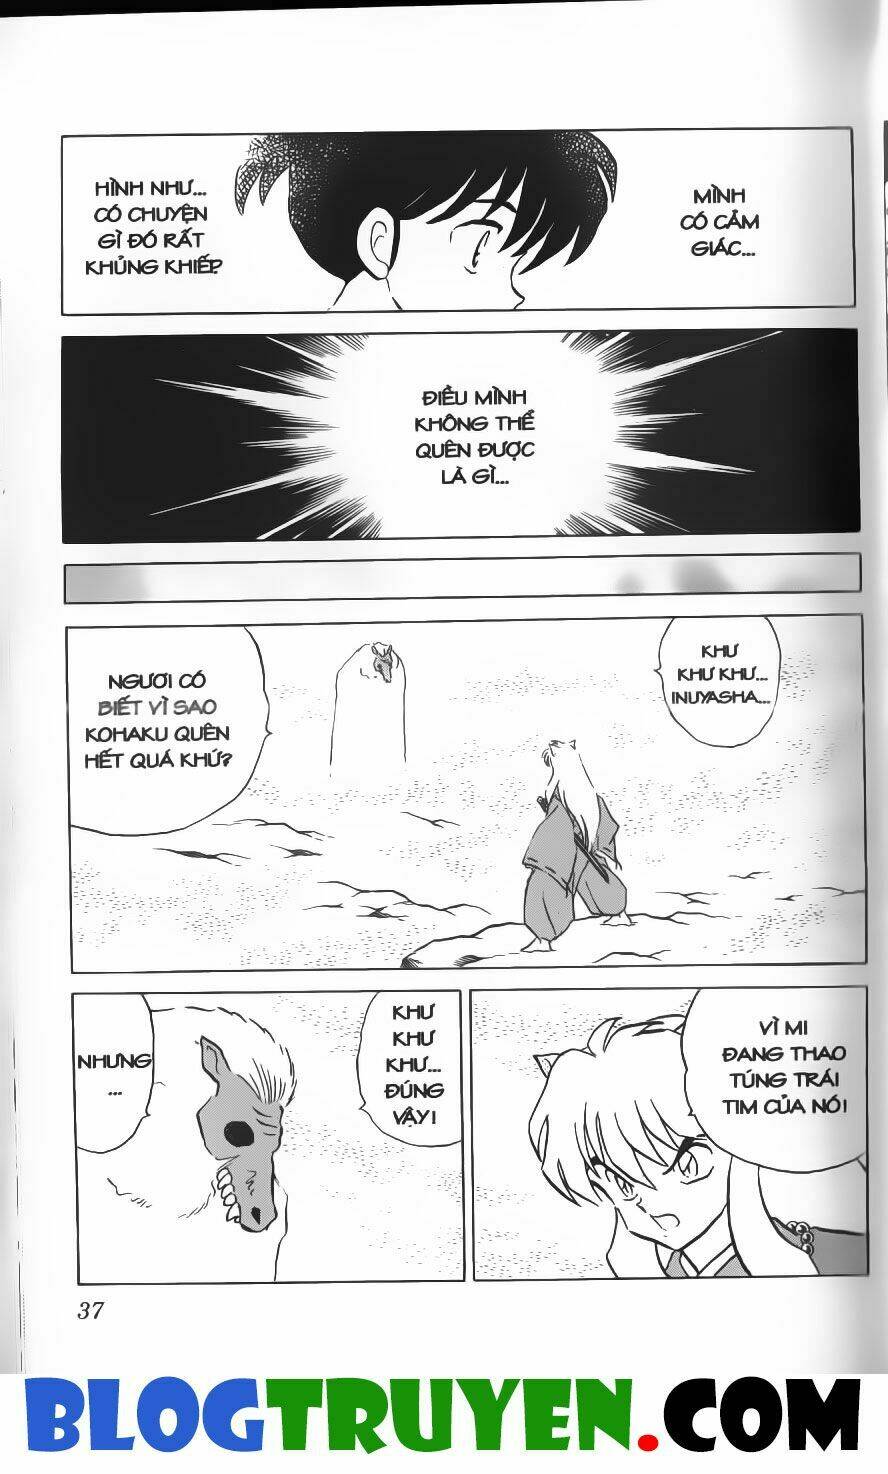 MÌNH
CÓ CẢM
GIÁC...
HÌNH NHƯ...
CÓ CHUYỆN
GÌ ĐÓ RẤT
KHỦNG KHIẾP?
ĐIỀU MÌNH
KHÔNG THỂ
QUÊN ĐƯỢC
LÀ GÌ...
KHƯ
KHƯ KHƯ...
INUYASHA...
NGƯƠI CÓ
BIẾT VÌ SAO
KOHAKU QUÊN
HẾT QUÁ KHỨ?
VÌ MI
ĐANG THAO
TÚNG TRÁI
TIM CỦA NÓ!
KHƯ
KHƯ
KHƯ...
ĐÚNG
VẬY!
NHƯNG
...
37
BLOGTRUYEN.COM